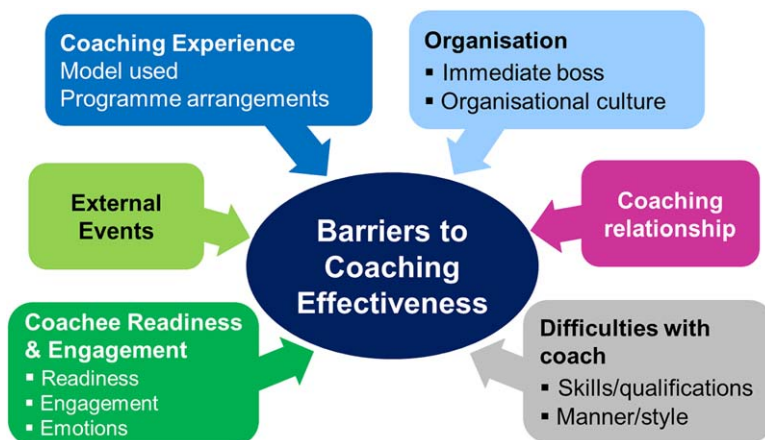 Coaching Experience
Model used
Programme arrangements
Organisation
▪ Immediate boss
▪ Organisational culture
External
Events
Barriers to
Coaching
Effectiveness
Coaching
relationship
Coachee Readiness
& Engagement
▪ Readiness
▪ Engagement
▪ Emotions
Difficulties with
coach
▪ Skills/qualifications
▪ Manner/style